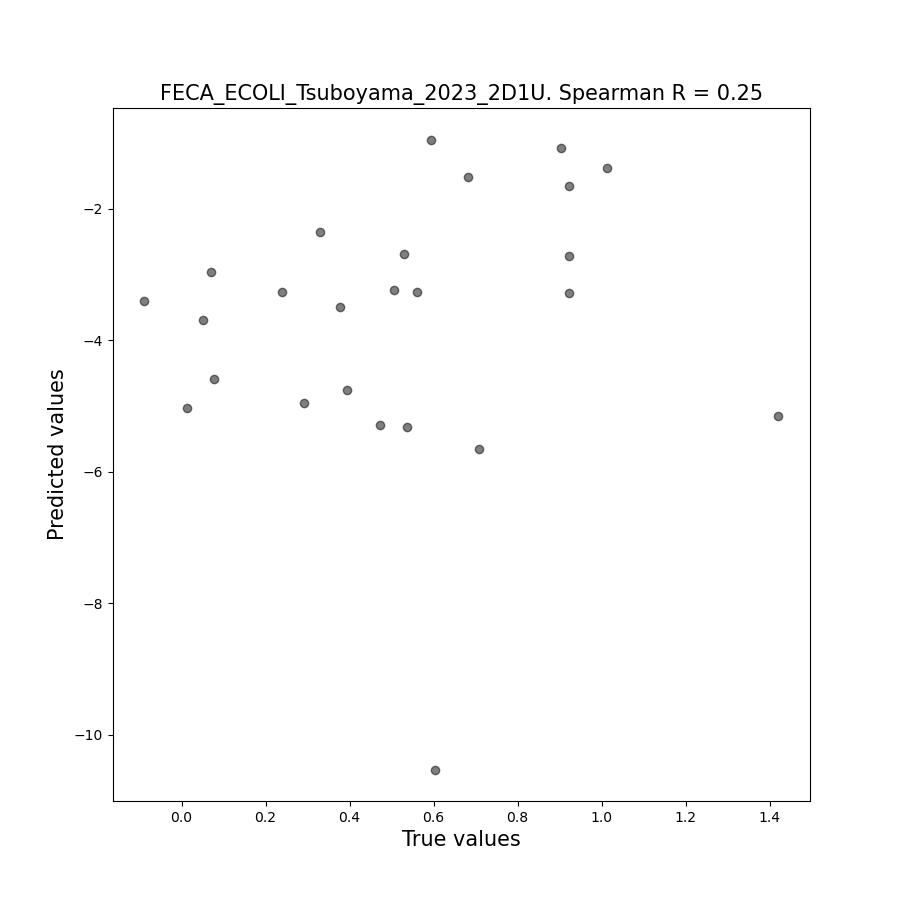 FECA_ECOLI_Tsuboyama_2023_2D1U. Spearman R = 0.25
Predicted values
−2
−4
−6
−8
−10
0.0 0.2 0.4 0.6 0.8 1.0 1.2 1.4
True values